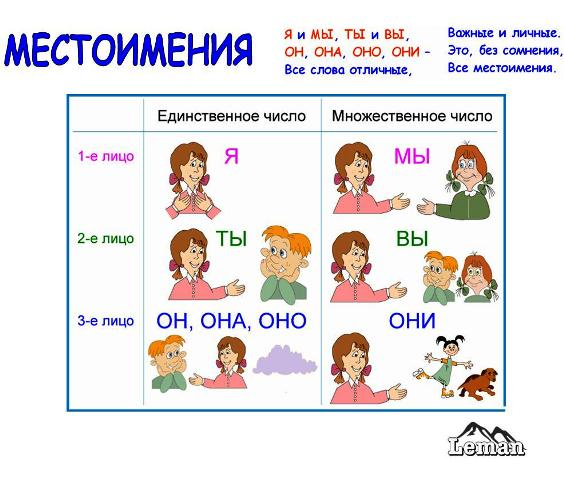 МЕСТОИМЕНИЯ
Я и МЫ, ТЫ и ВЫ,
ОН, ОНА, ОНО, ОНИ –
Все слова отличные,
Важные и личные.
Это, без сомнения,
Все местоимения.
Единственное число Множественное число
1-е лицо Я МЫ
2-е лицо ТЫ ВЫ
3-е лицо ОН, ОНА, ОНО ОНИ
Leman